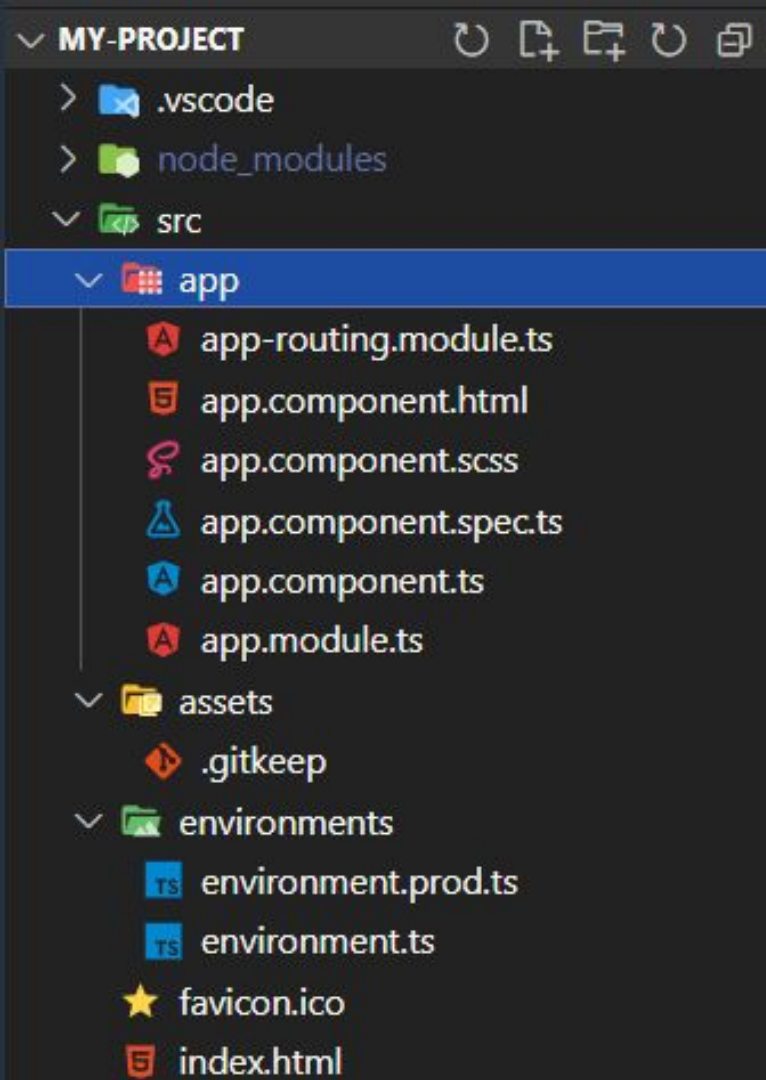 MY-PROJECT
.vscode
node_modules
src
app
app-routing.module.ts
app.component.html
app.component.scss
app.component.spec.ts
app.component.ts
app.module.ts
assets
.gitkeep
environments
TS environment.prod.ts
TS environment.ts
favicon.ico
index.html